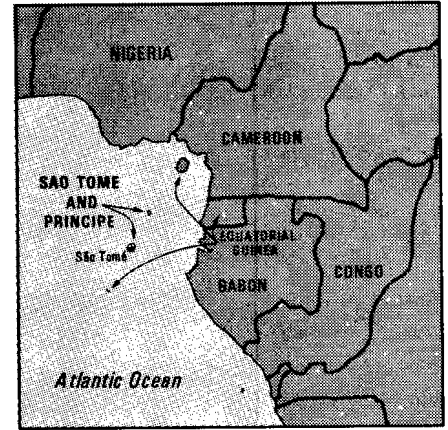 NIGERIA
CAMEROON
SAO TOME
AND
PRINCIPE
São Tomé
EQUATORIAL
GUINEA
GABON
CONGO
Atlantic Ocean